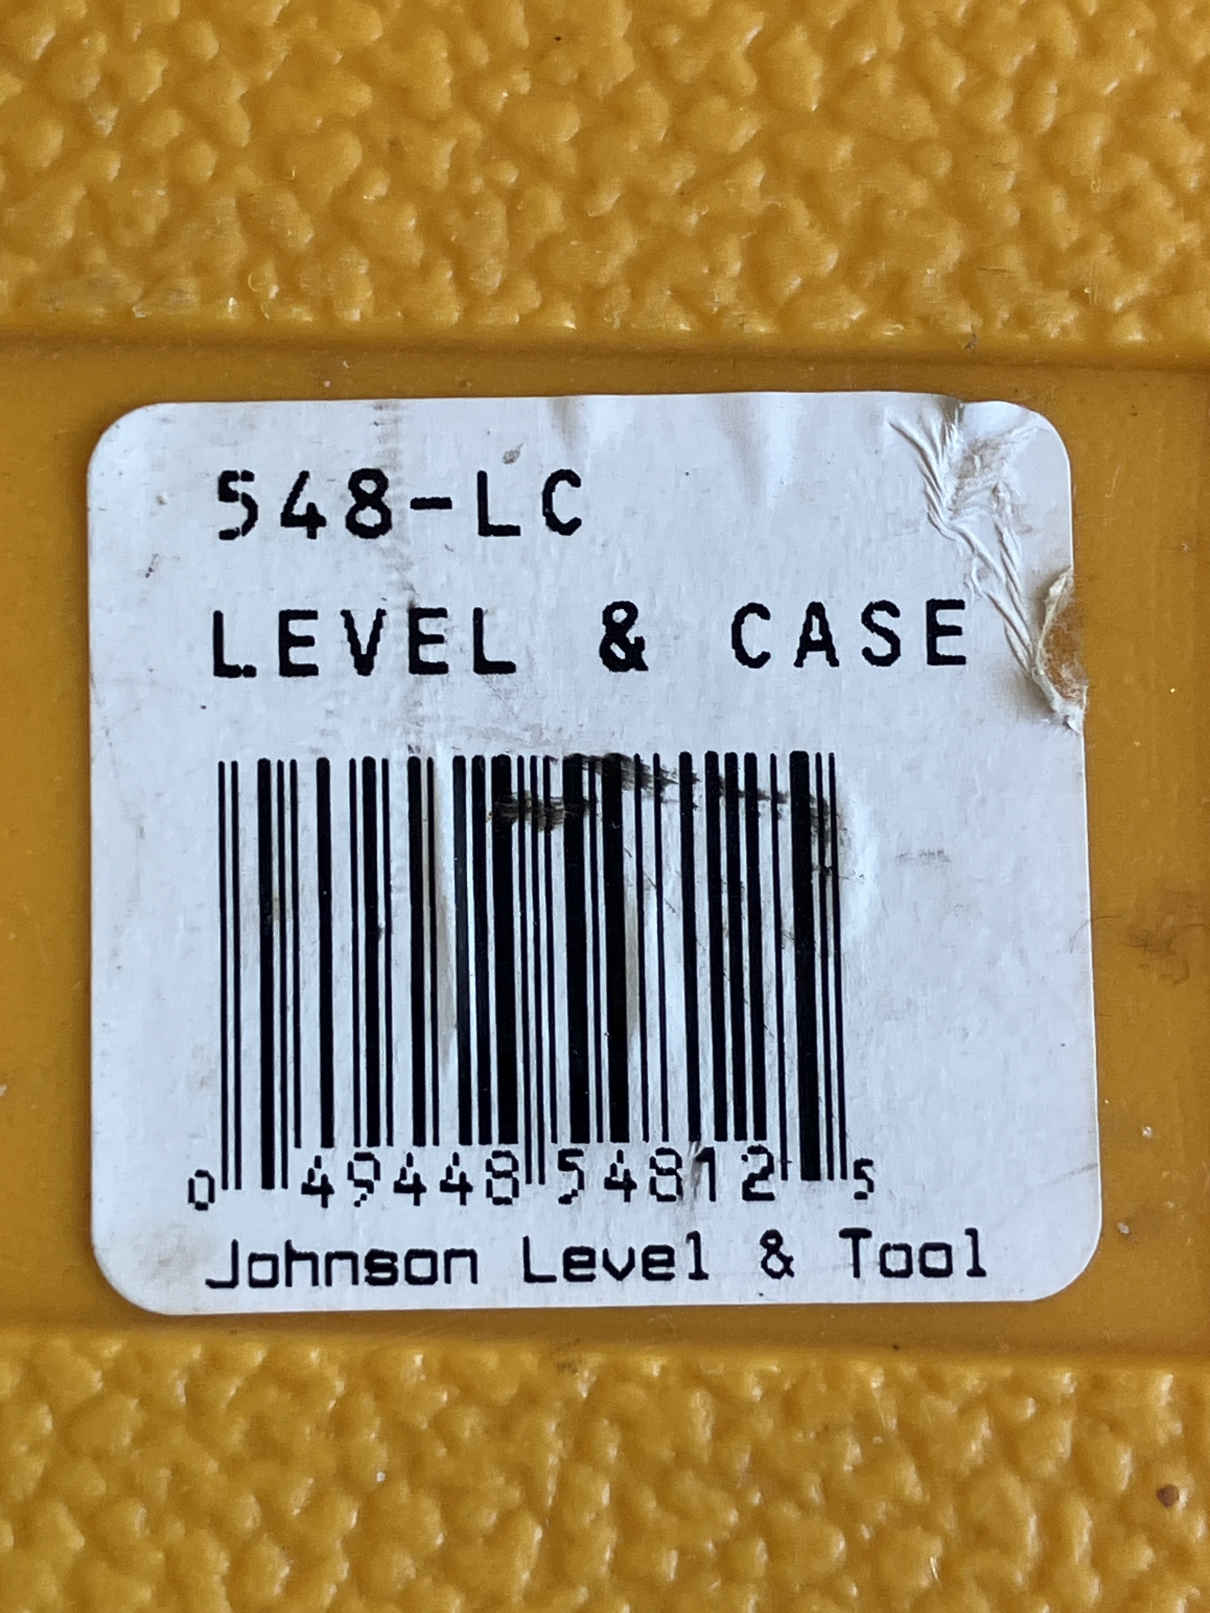 548-LC
LEVEL & CASE
0 49448 54812 5
Johnson Level & Tool